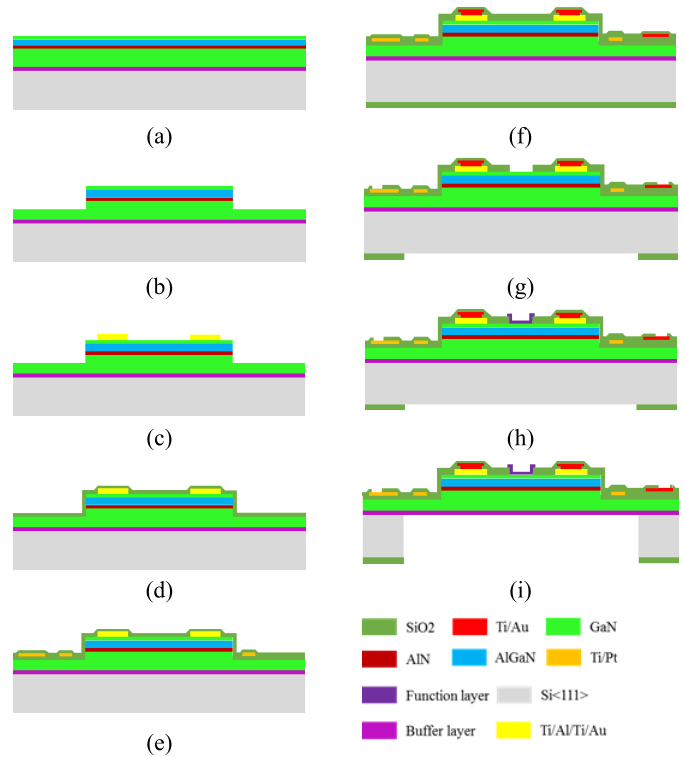 (a)
(b)
(c)
(d)
(e)
(f)
(g)
(h)
(i)
SiO2 Ti/Au GaN
AlN AlGaN Ti/Pt
Function layer Si<111>
Buffer layer Ti/Al/Ti/Au